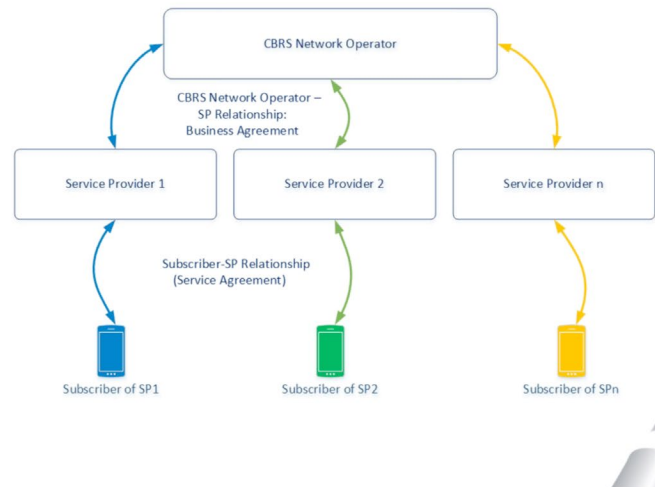 CBRS Network Operator
CBRS Network Operator –
SP Relationship:
Business Agreement
Service Provider 1
Service Provider 2
Service Provider n
Subscriber-SP Relationship
(Service Agreement)
Subscriber of SP1
Subscriber of SP2
Subscriber of SPn